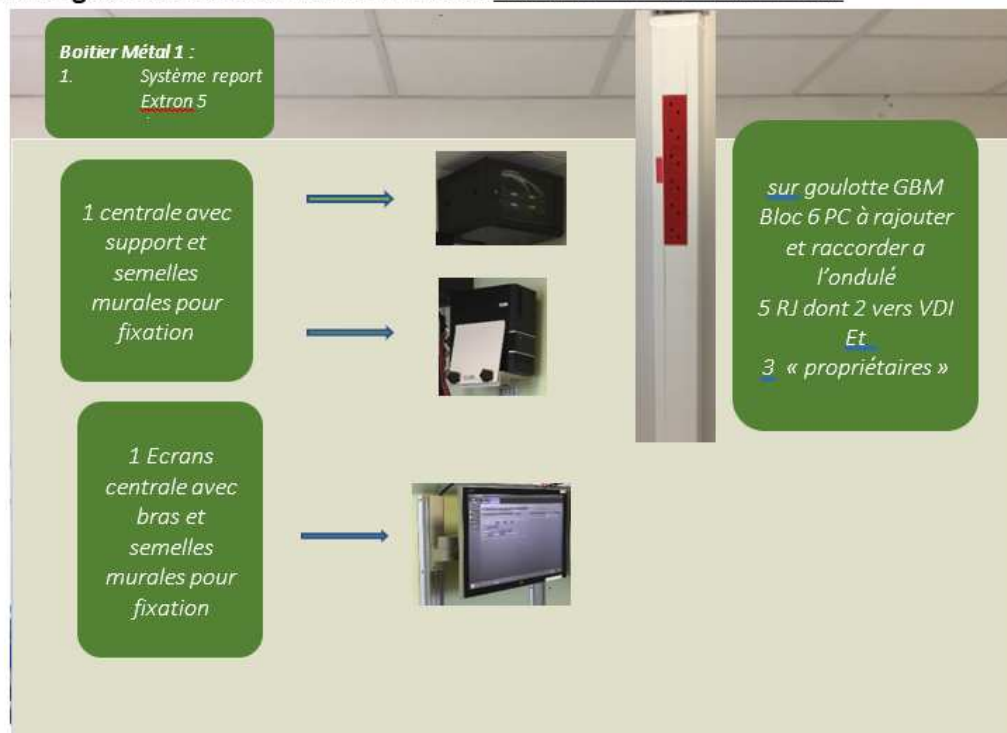 Boitier Métal 1 :
1. Système report
Extron 5
1 centrale avec
support et
semelles
murales pour
fixation
1 Ecrans
centrale avec
bras et
semelles
murales pour
fixation
sur goulotte GBM
Bloc 6 PC à rajouter
et raccorder a
l'ondulé
5 RJ dont 2 vers VDI
Et
3 « propriétaires »